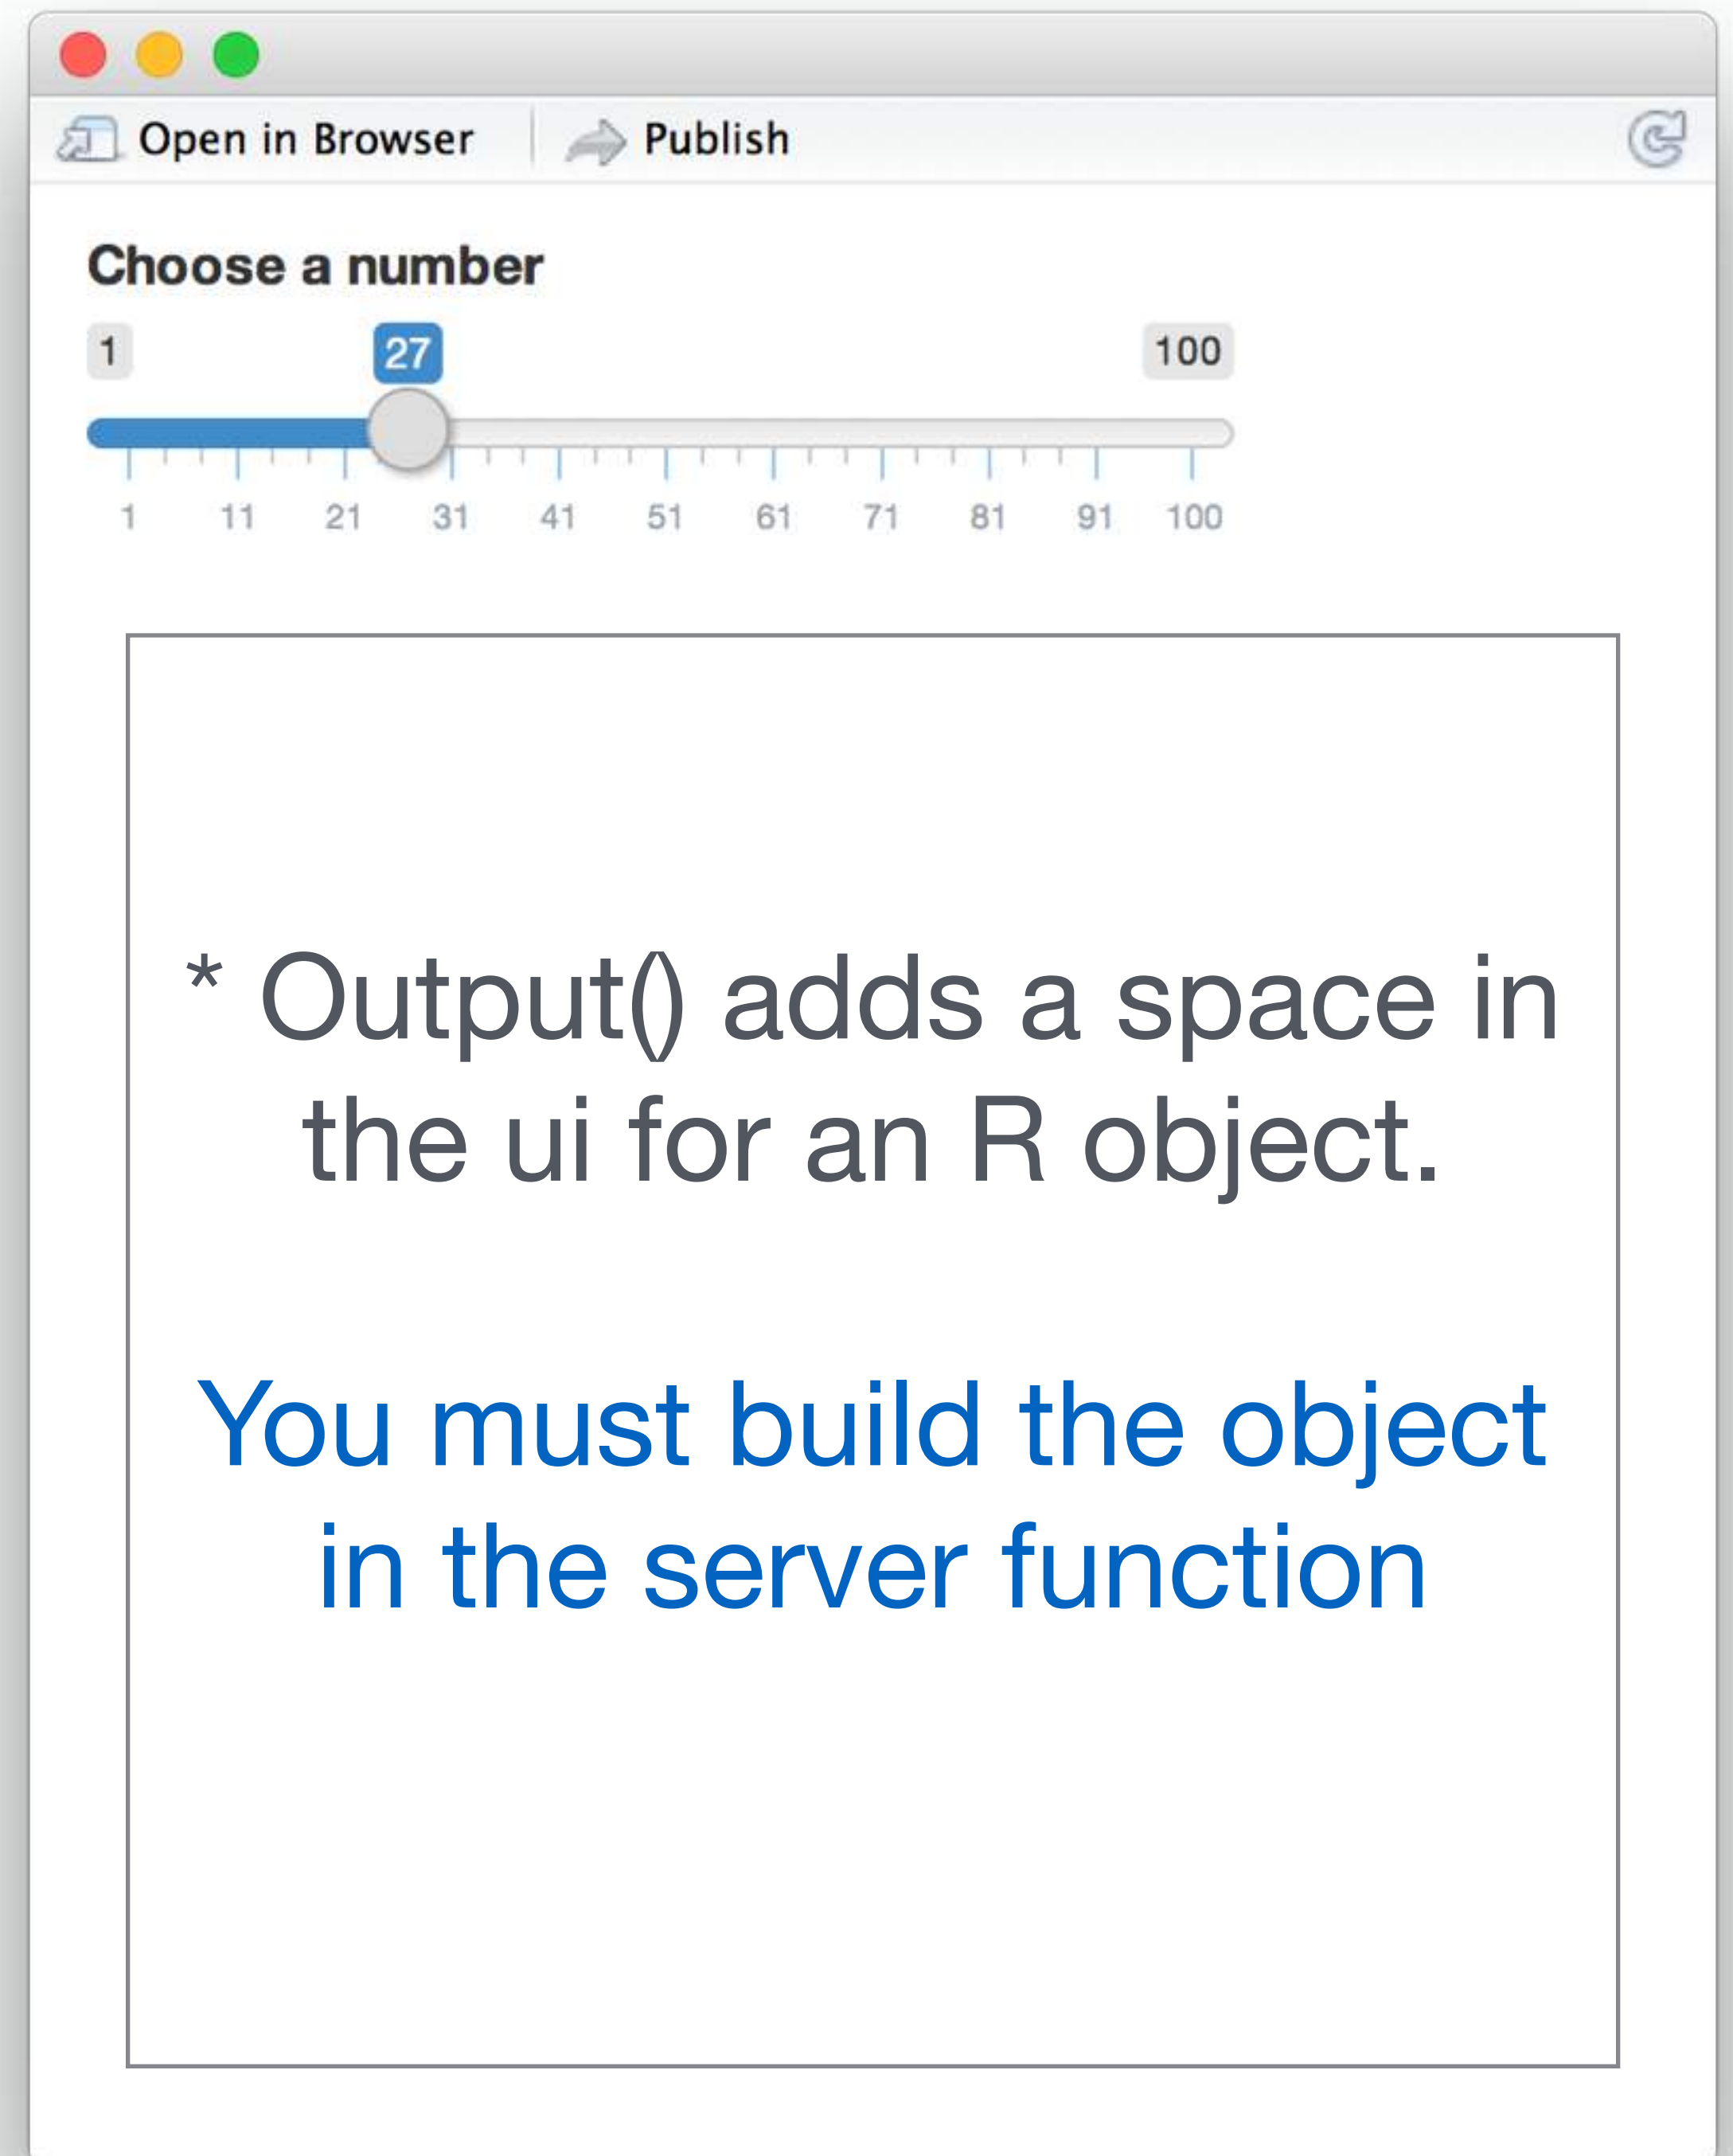 Open in Browser Publish
Choose a number
1 27 100
1 11 21 31 41 51 61 71 81 91 100
* Output() adds a space in
the ui for an R object.
You must build the object
in the server function